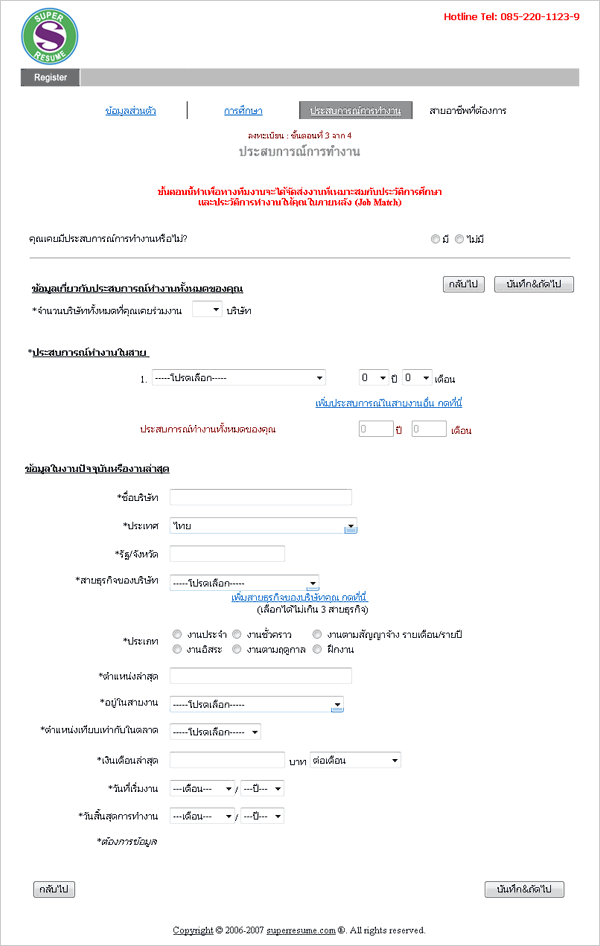 SUPER
S
RESUME
Hotline Tel: 085-220-1123-9
Register
ข้อมูลส่วนตัว การศึกษา ประสบการณ์การทำงาน สายอาชีพที่ต้องการ
ลงทะเบียน : ขั้นตอนที่ 3 จาก 4
ประสบการณ์การทำงาน
ขั้นตอนนี้ทำเพื่อทางทีมงานจะได้จัดส่งงานที่เหมาะสมกับประวัติการศึกษา
และประวัติการทำงานให้คุณในภายหลัง (Job Match)
คุณเคยมีประสบการณ์การทำงานหรือไม่? มี ไม่มี
ข้อมูลเกี่ยวกับประสบการณ์ทำงานทั้งหมดของคุณ กลับไป บันทึก&ถัดไป
*จำนวนบริษัททั้งหมดที่คุณเคยร่วมงาน บริษัท
*ประสบการณ์ทำงานในสาย
1. -----โปรดเลือก----- 0 ปี 0 เดือน
เพิ่มประสบการณ์ในสายงานอื่น กดที่นี่
ประสบการณ์ทำงานทั้งหมดของคุณ 0 ปี 0 เดือน
ข้อมูลในงานปัจจุบันหรืองานล่าสุด
*ชื่อบริษัท
*ประเทศ ไทย
*รัฐ/จังหวัด
*สายธุรกิจของบริษัท -----โปรดเลือก-----
เพิ่มสายธุรกิจของบริษัทคุณ กดที่นี่
(เลือกได้ไม่เกิน 3 สายธุรกิจ)
*ประเภท งานประจำ งานชั่วคราว งานตามสัญญาจ้าง รายเดือน/รายปี
งานอิสระ งานตามฤดูกาล ฝึกงาน
*ตำแหน่งล่าสุด
*อยู่ในสายงาน -----โปรดเลือก-----
*ตำแหน่งเทียบเท่ากับในตลาด -----โปรดเลือก-----
*เงินเดือนล่าสุด บาท ต่อเดือน
*วันที่เริ่มงาน ---เดือน--- / ---ปี---
*วันสิ้นสุดการทำงาน ---เดือน--- / ---ปี---
*ต้องการข้อมูล
กลับไป บันทึก&ถัดไป
Copyright © 2006-2007 superresume.com ®. All rights reserved.